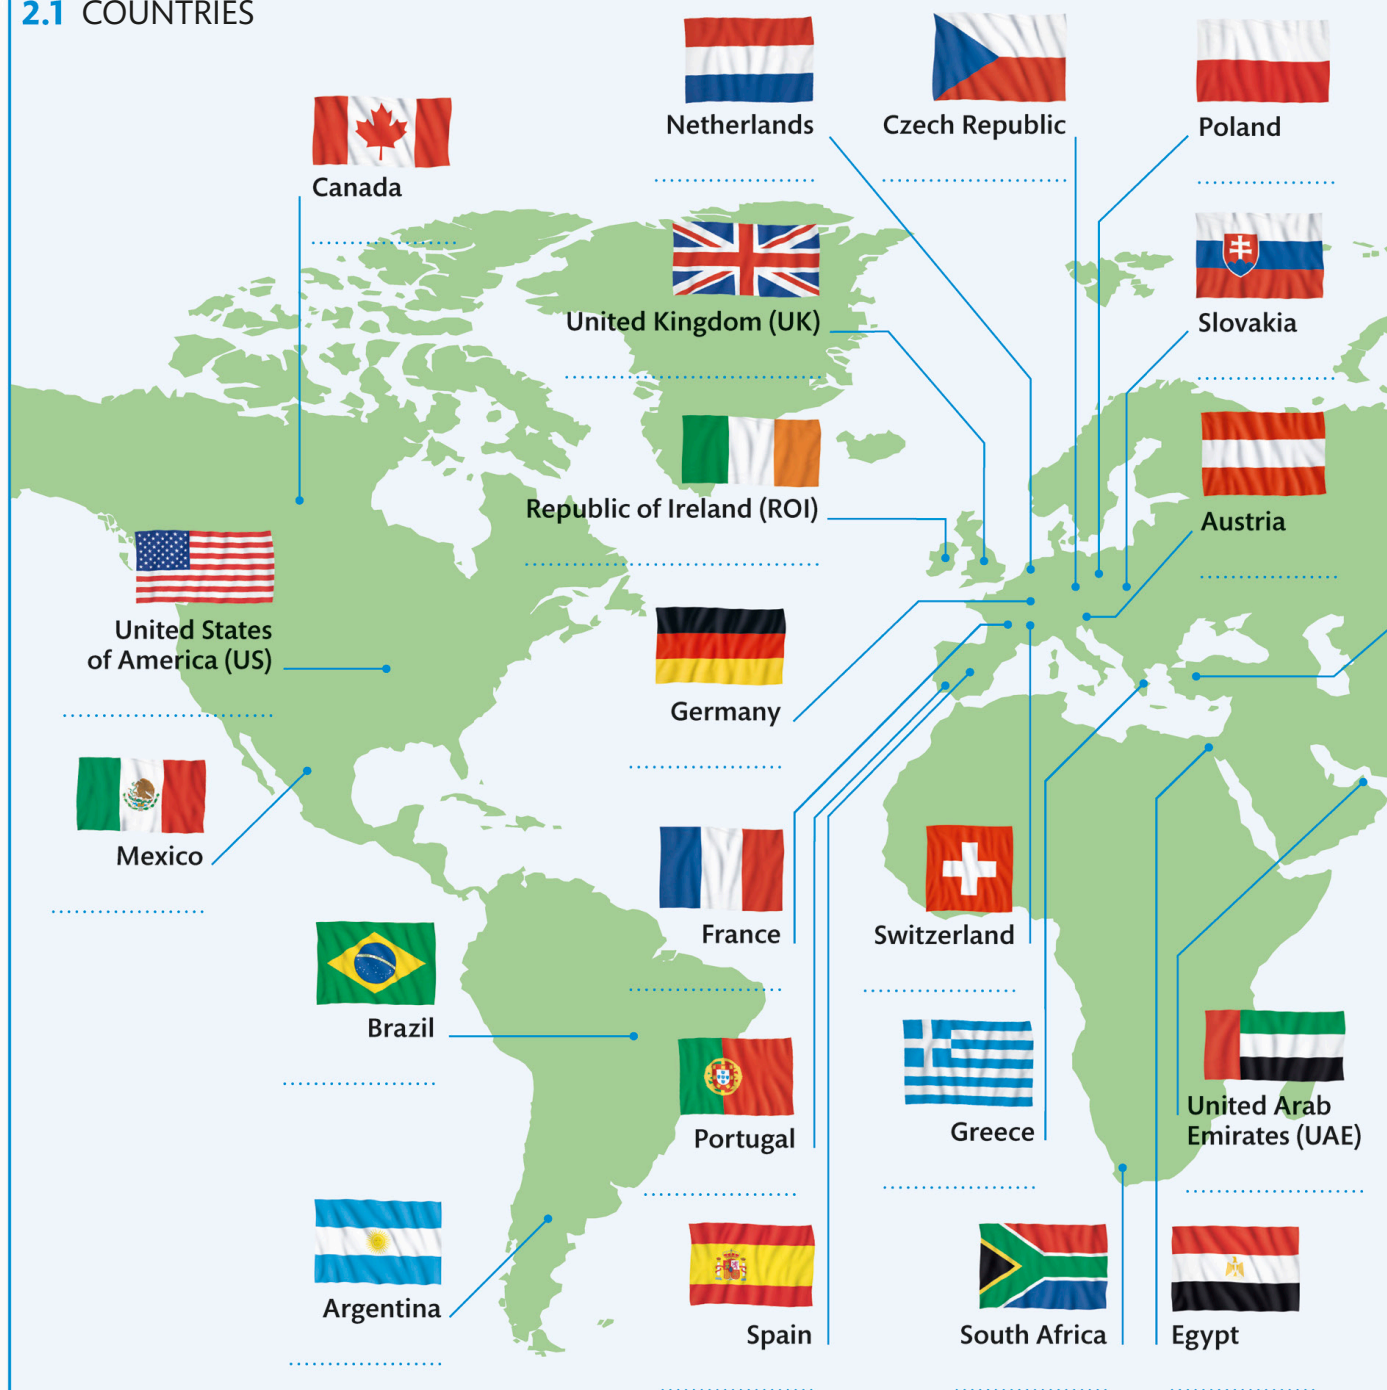 2.1 COUNTRIES
Netherlands
Czech Republic
Poland
Canada
United Kingdom (UK)
Slovakia
Republic of Ireland (ROI)
Austria
United States
of America (US)
Germany
Mexico
France
Switzerland
Brazil
Portugal
Greece
United Arab
Emirates (UAE)
Argentina
Spain
South Africa
Egypt